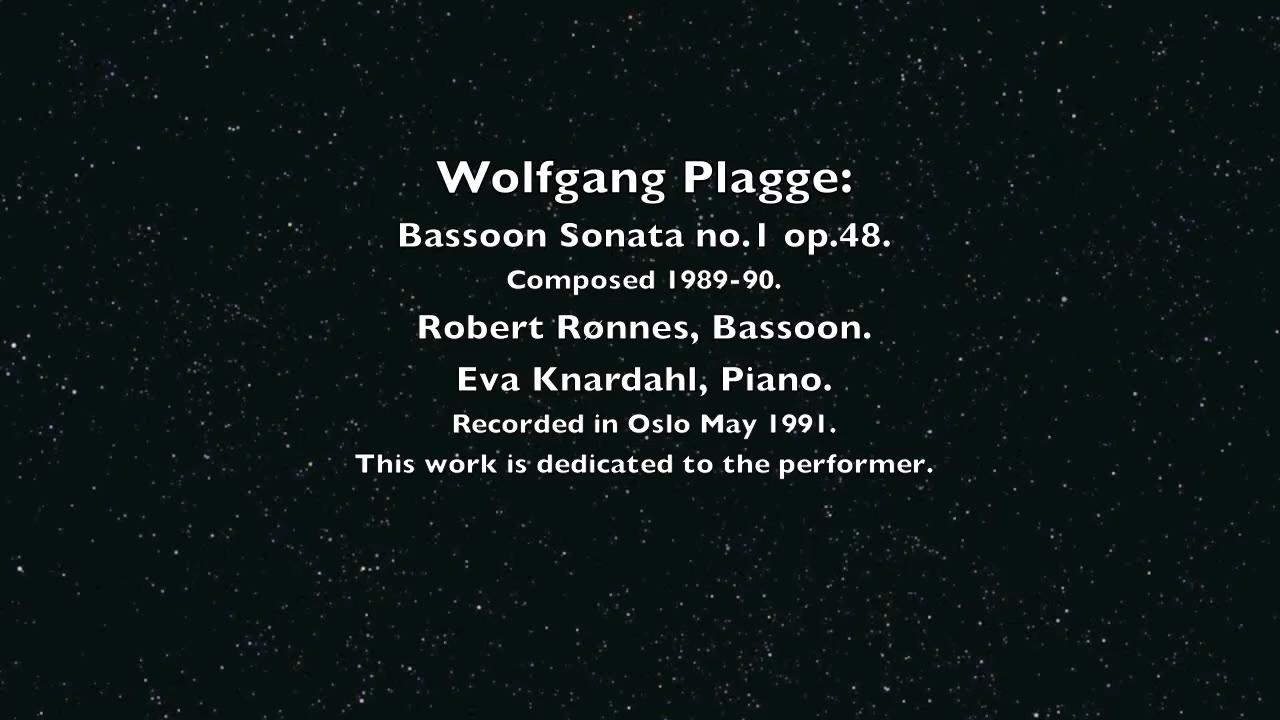 Wolfgang Plagge:
Bassoon Sonata no.1 op.48.
Composed 1989-90.
Robert Rønnes, Bassoon.
Eva Knardahl, Piano.
Recorded in Oslo May 1991.
This work is dedicated to the performer.